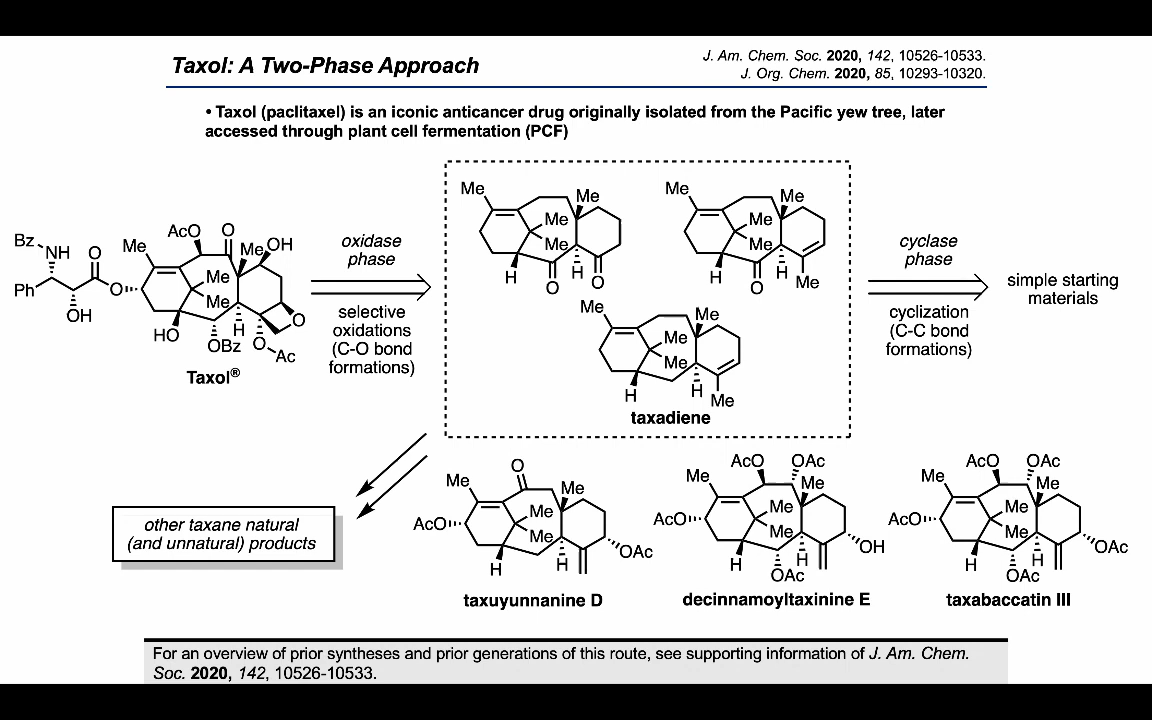 Taxol: A Two-Phase Approach
J. Am. Chem. Soc. 2020, 142, 10526-10533.
J. Org. Chem. 2020, 85, 10293-10320.
• Taxol (paclitaxel) is an iconic anticancer drug originally isolated from the Pacific yew tree, later
accessed through plant cell fermentation (PCF)
Bz
NH
O
Ph
OH
O
Me
AcO
O
Me
OH
Me
Me
HO
H
OBz
O
Ac
O
Taxol®
oxidase
phase
selective
oxidations
(C-O bond
formations)
Me
Me
Me
Me
H
O
H
O
Me
Me
Me
Me
H
O
H
Me
Me
Me
Me
Me
H
H
Me
taxadiene
cyclase
phase
cyclization
(C-C bond
formations)
simple starting
materials
other taxane natural
(and unnatural) products
O
Me
Me
AcO
Me
Me
H
H
OAc
taxuyunnanine D
AcO
OAc
Me
Me
AcO
Me
Me
H
H
OH
OAc
decinnamoyltaxinine E
AcO
OAc
Me
Me
AcO
Me
Me
H
H
OAc
OAc
taxabaccatin III
For an overview of prior syntheses and prior generations of this route, see supporting information of J. Am. Chem.
Soc. 2020, 142, 10526-10533.